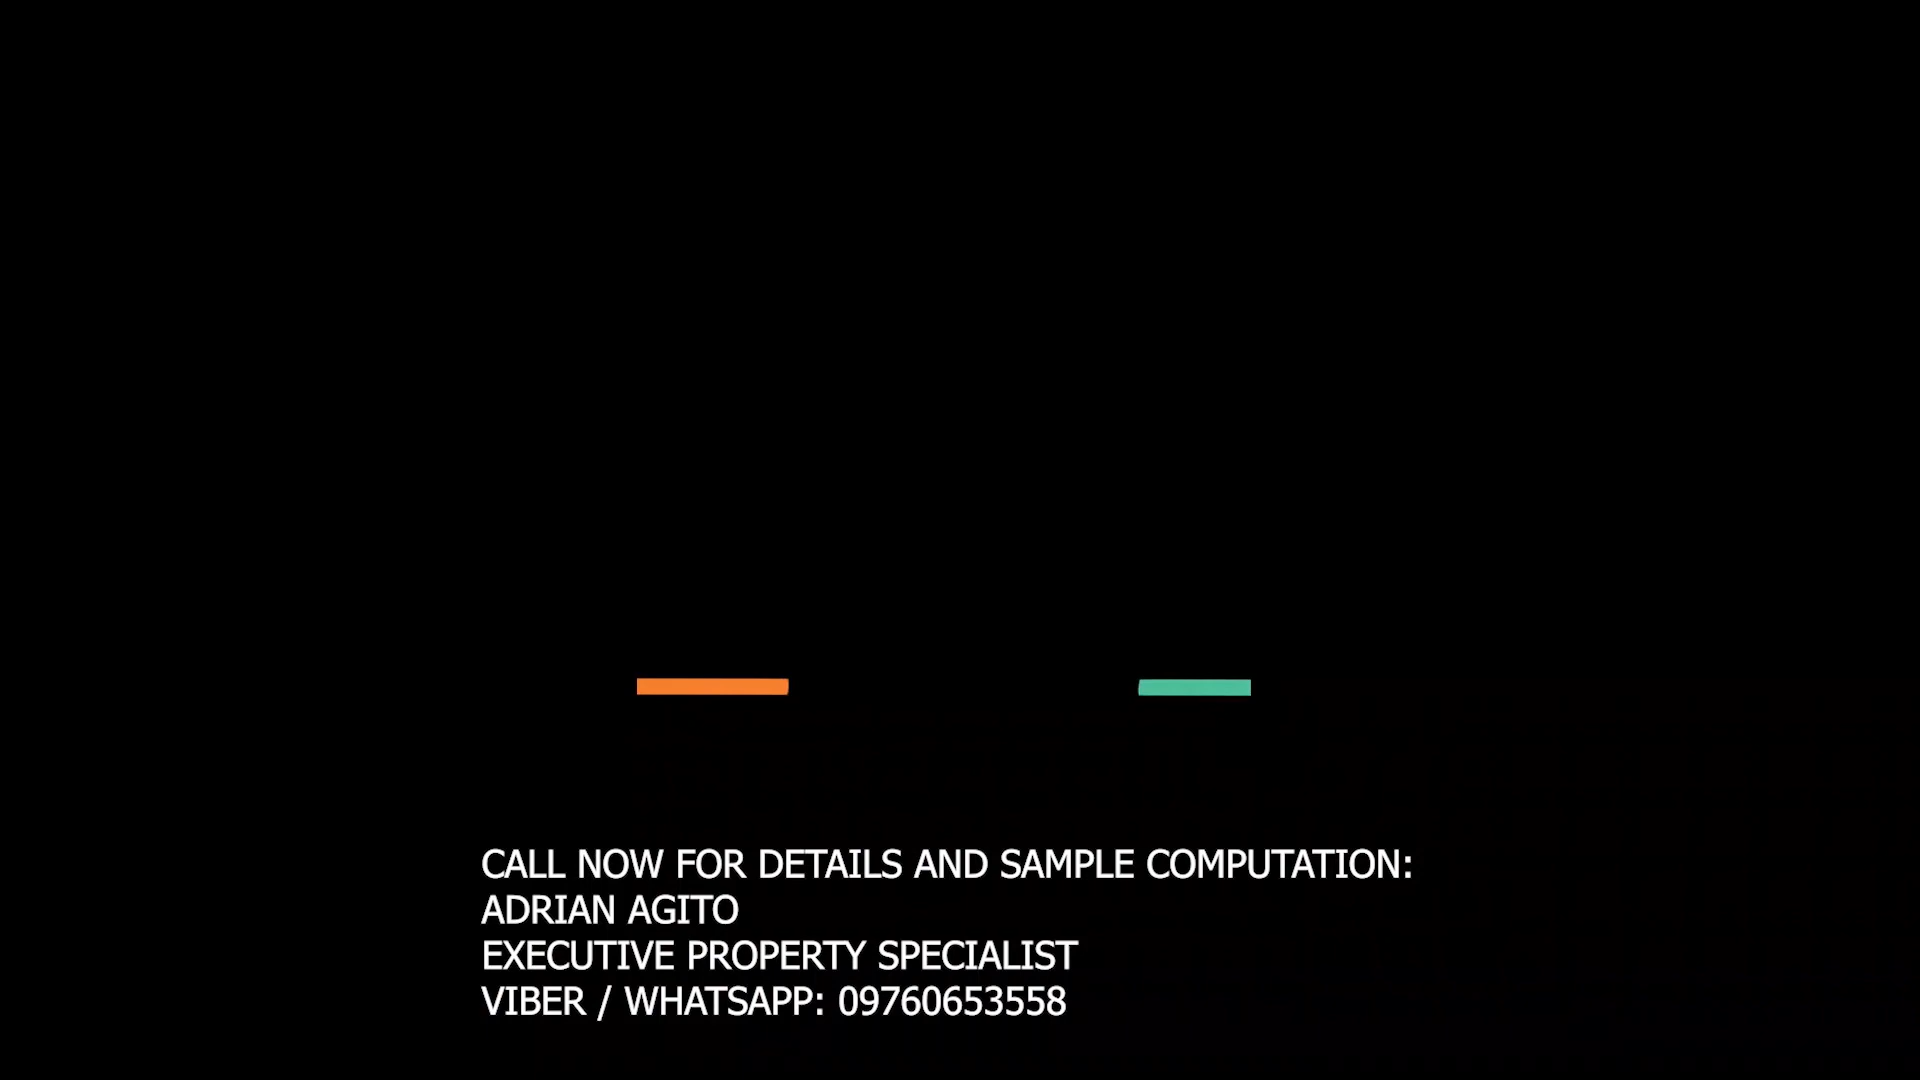 CALL NOW FOR DETAILS AND SAMPLE COMPUTATION:
ADRIAN AGITO
EXECUTIVE PROPERTY SPECIALIST
VIBER / WHATSAPP: 09760653558